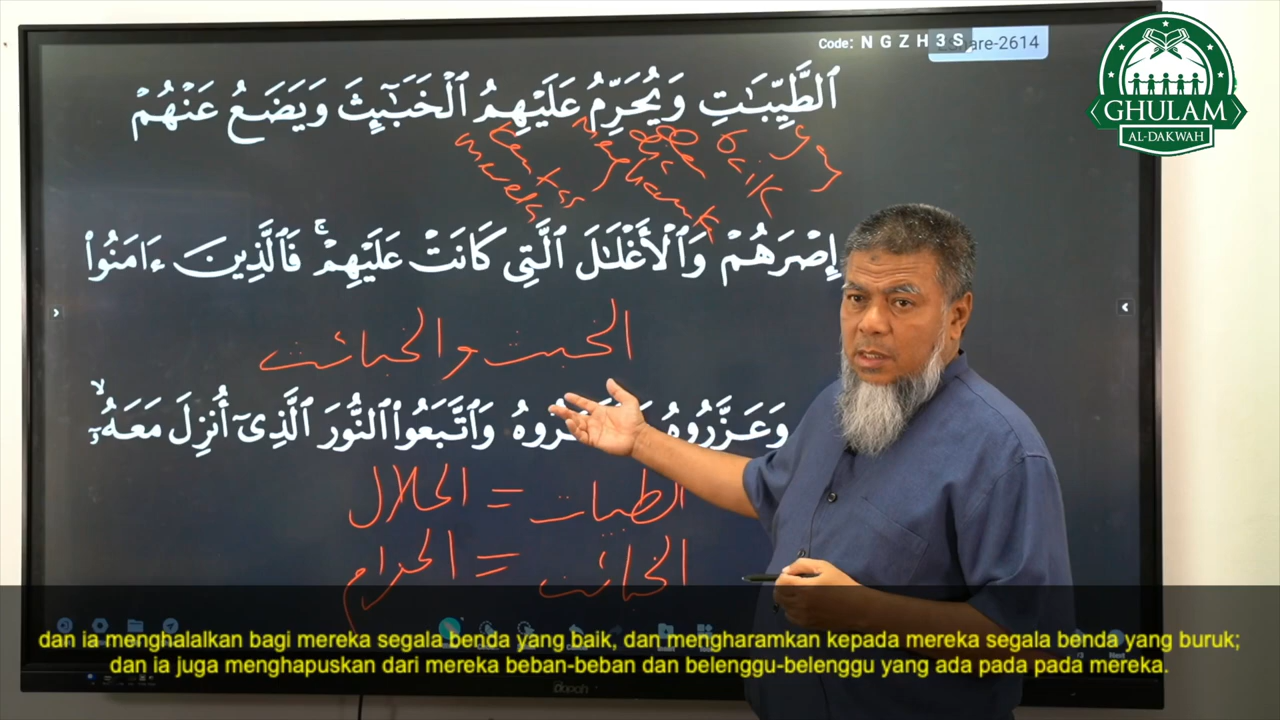 Code: N G Z H 3 S
are-2614
GHULAM
AL-DAKWAH
ٱلطَّيِّبَـٰتِ وَيُحَرِّمُ عَلَيْهِمُ ٱلْخَبَـٰٓئِثَ وَيَضَعُ عَنْهُمْ
إِصْرَهُمْ وَٱلْأَغْلَـٰلَ ٱلَّتِى كَانَتْ عَلَيْهِمْ ۚ فَٱلَّذِينَ ءَامَنُوا۟
الخبث والخبائث
وَعَزَّرُوهُ وَٱتَّبَعُوا۟ ٱلنُّورَ ٱلَّذِىٓ أُنزِلَ مَعَهُۥٓ ۙ
الطيبات = الحلال
الخبائث = الحرام
dan ia menghalalkan bagi mereka segala benda yang baik, dan mengharamkan kepada mereka segala benda yang buruk;
dan ia juga menghapuskan dari mereka beban-beban dan belenggu-belenggu yang ada pada pada mereka.